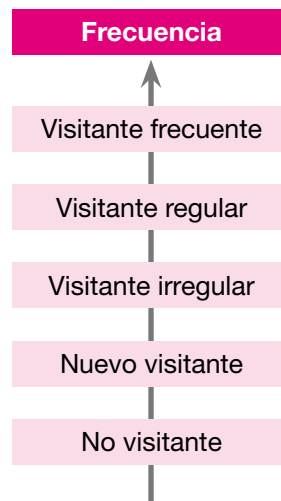 Frecuencia
Visitante frecuente
Visitante regular
Visitante irregular
Nuevo visitante
No visitante